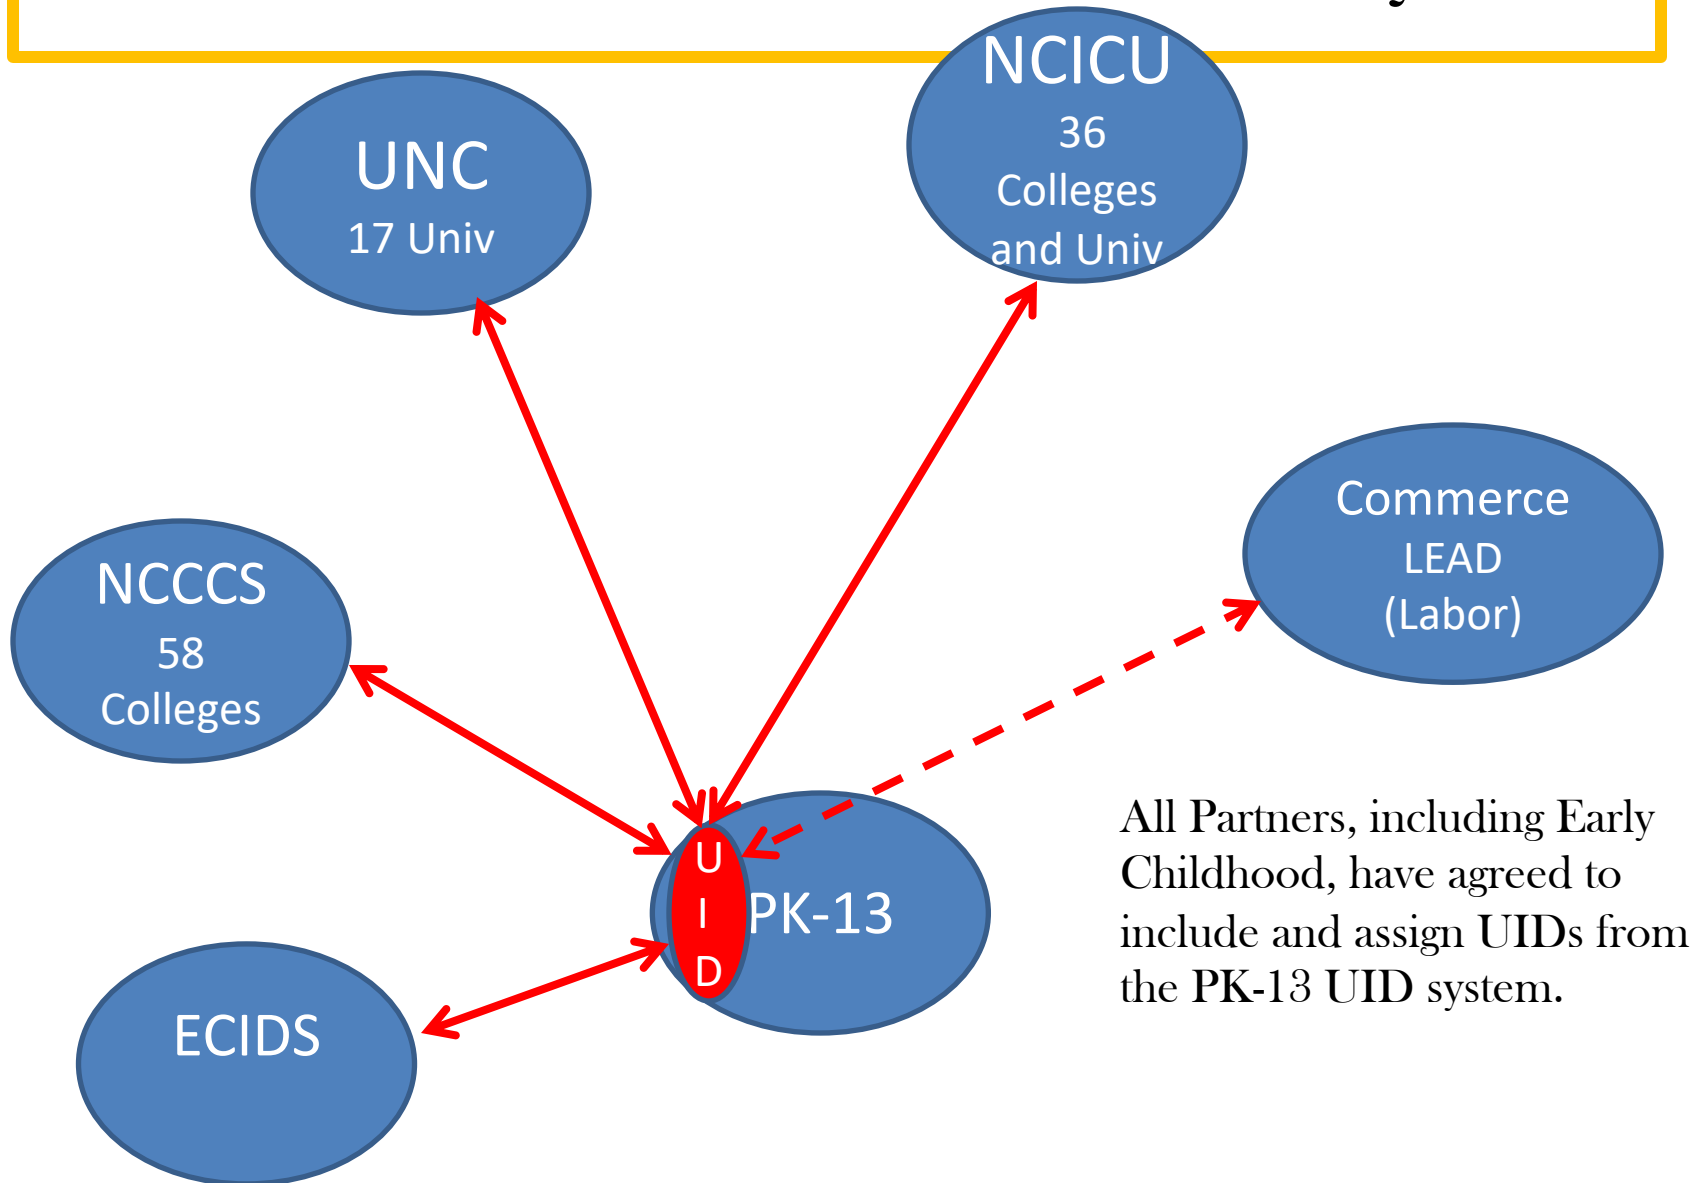 NCICU
36
Colleges
and Univ
UNC
17 Univ
Commerce
LEAD
(Labor)
NCCCS
58
Colleges
U
I
D
PK-13
ECIDS
All Partners, including Early
Childhood, have agreed to
include and assign UIDs from
the PK-13 UID system.